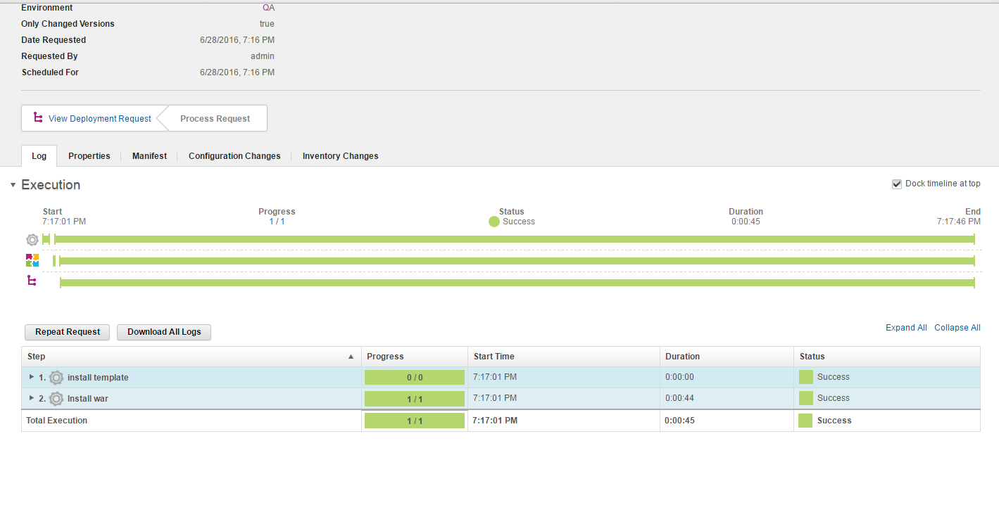 Environment QA
Only Changed Versions true
Date Requested 6/28/2016, 7:16 PM
Requested By admin
Scheduled For 6/28/2016, 7:16 PM
View Deployment Request Process Request
Log Properties Manifest Configuration Changes Inventory Changes
Execution Dock timeline at top
Start Progress Status Duration End
7:17:01 PM 1 / 1 Success 0:00:45 7:17:46 PM
Repeat Request Download All Logs Expand All Collapse All
Step Progress Start Time Duration Status
1. install template 0 / 0 7:17:01 PM 0:00:00 Success
2. Install war 1 / 1 7:17:01 PM 0:00:44 Success
Total Execution 1 / 1 7:17:01 PM 0:00:45 Success